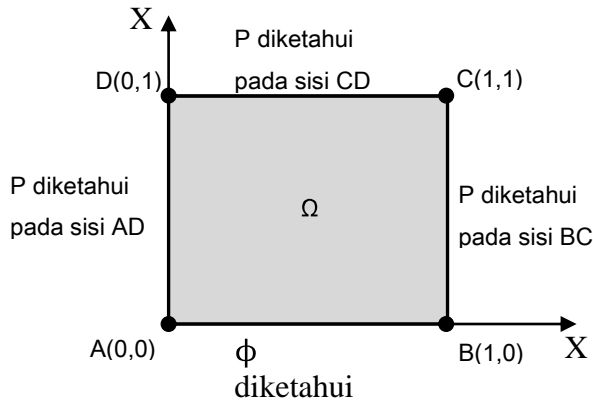 X
P diketahui
pada sisi CD
D(0,1)
C(1,1)
P diketahui
pada sisi AD
Ω
P diketahui
pada sisi BC
A(0,0)
ϕ
diketahui
B(1,0)
X